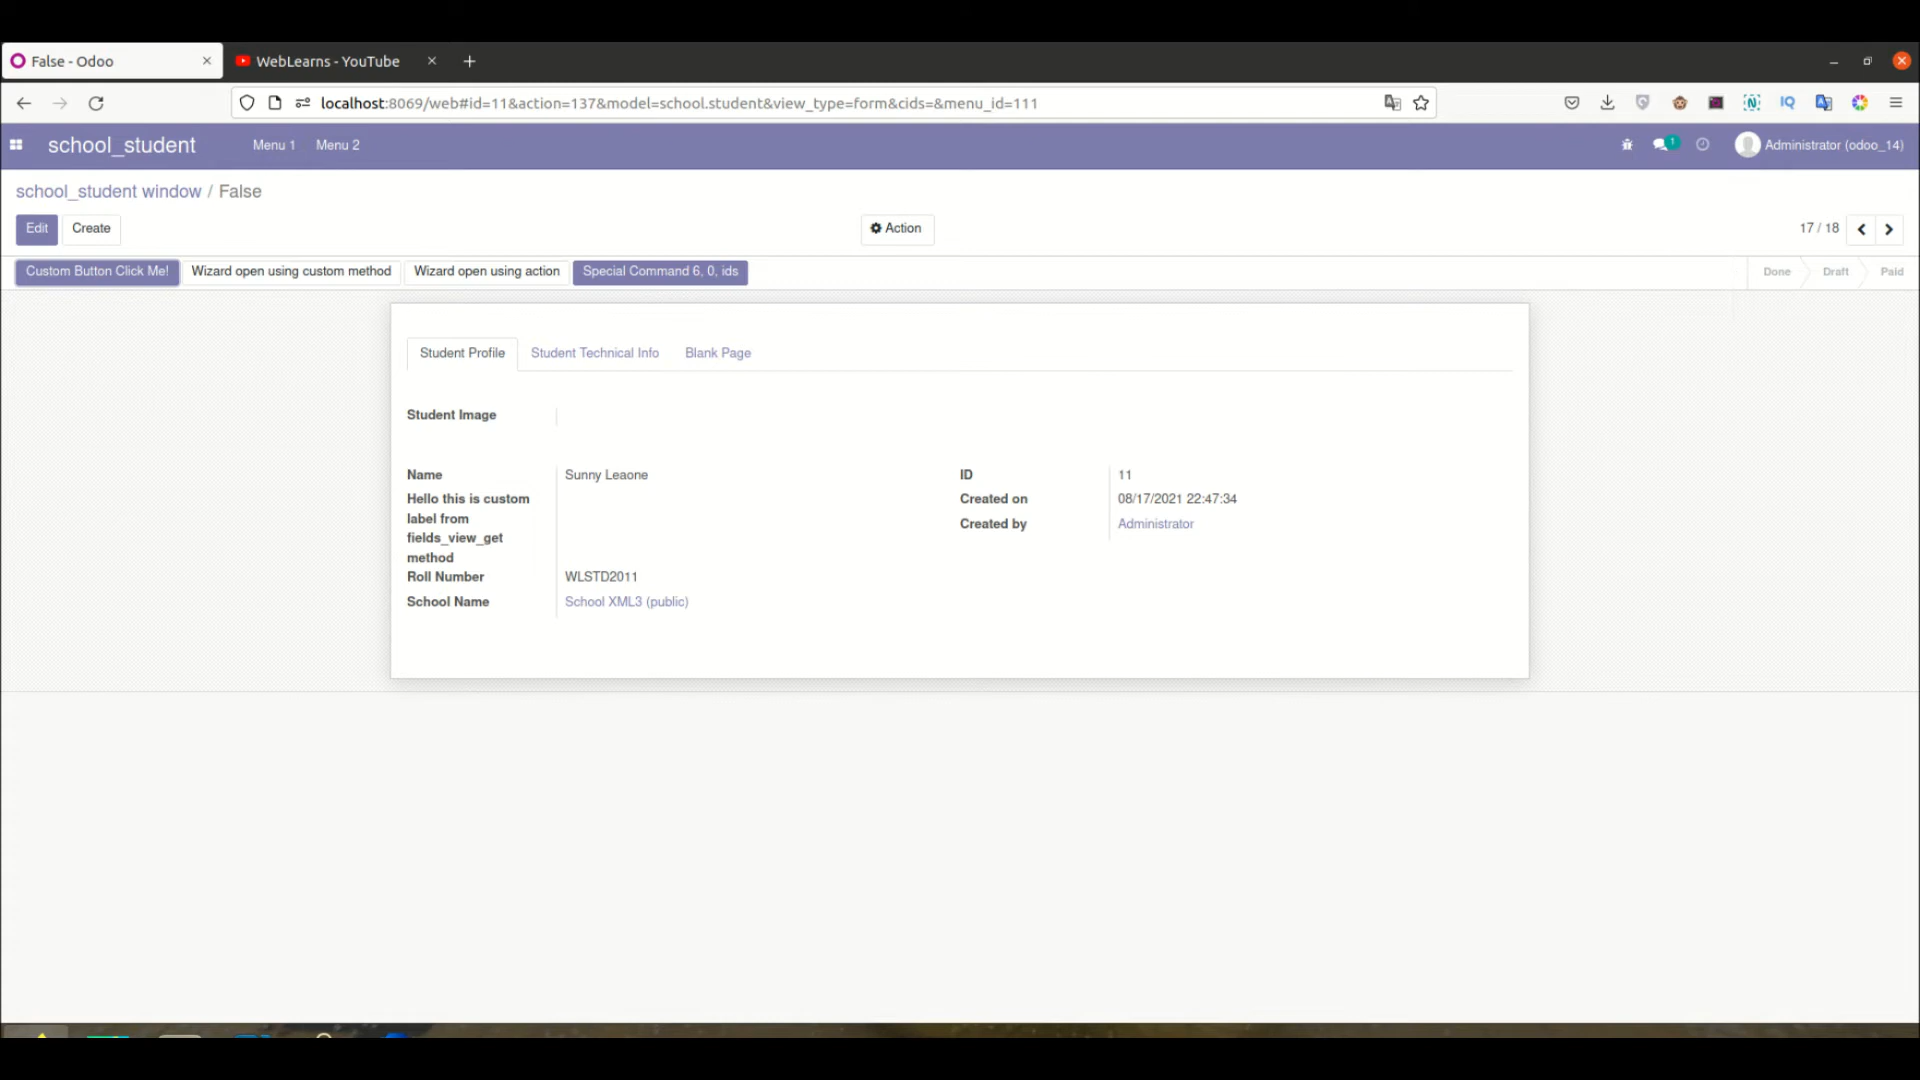 False - Odoo
WebLearns - YouTube
localhost:8069/web#id=11&action=137&model=school.student&view_type=form&cids=&menu_id=111
IQ
school_student Menu 1 Menu 2 1 Administrator (odoo_14)
school_student window / False
Edit Create Action 17 / 18
Custom Button Click Me! Wizard open using custom method Wizard open using action Special Command 6, 0, ids Done Draft Paid
Student Profile Student Technical Info Blank Page
Student Image
Name Sunny Leaone ID 11
Hello this is custom Created on 08/17/2021 22:47:34
label from Created by Administrator
fields_view_get
method
Roll Number WLSTD2011
School Name School XML3 (public)